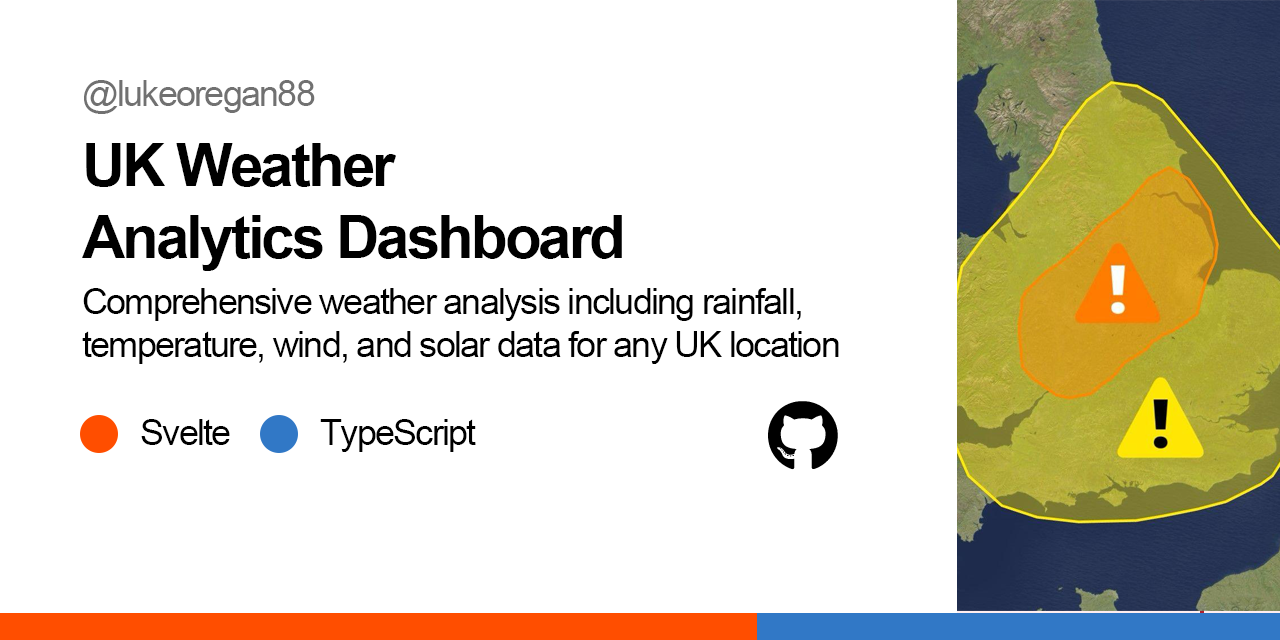 @lukeoregan88
UK Weather
Analytics Dashboard
Comprehensive weather analysis including rainfall,
temperature, wind, and solar data for any UK location
Svelte TypeScript
!
!